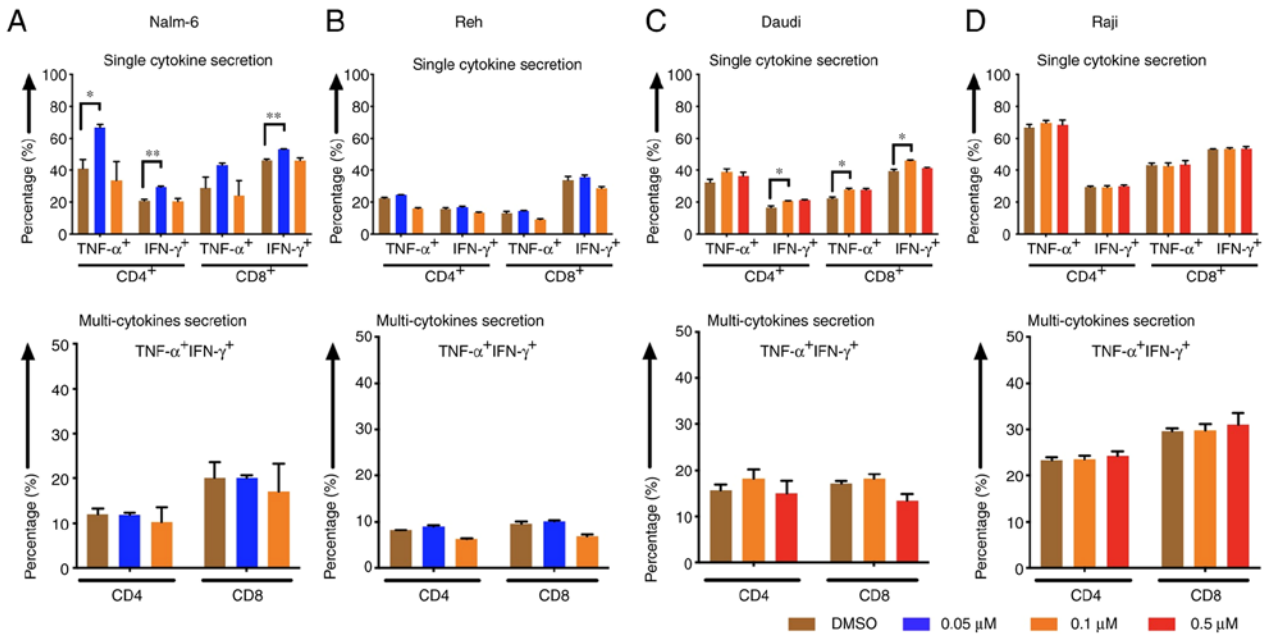 A Nalm-6
B Reh
C Daudi
D Raji
Single cytokine secretion
Percentage (%)
100
80
60
40
20
0
* ** **
TNF-α+ IFN-γ+ TNF-α+ IFN-γ+
CD4+ CD8+
Single cytokine secretion
Percentage (%)
100
80
60
40
20
0
TNF-α+ IFN-γ+ TNF-α+ IFN-γ+
CD4+ CD8+
Single cytokine secretion
Percentage (%)
100
80
60
40
20
0
* * *
TNF-α+ IFN-γ+ TNF-α+ IFN-γ+
CD4+ CD8+
Single cytokine secretion
Percentage (%)
100
80
60
40
20
0
TNF-α+ IFN-γ+ TNF-α+ IFN-γ+
CD4+ CD8+
Multi-cytokines secretion
TNF-α+IFN-γ+
Percentage (%)
50
40
30
20
10
0
CD4 CD8
Multi-cytokines secretion
TNF-α+IFN-γ+
Percentage (%)
50
40
30
20
10
0
CD4 CD8
Multi-cytokines secretion
TNF-α+IFN-γ+
Percentage (%)
50
40
30
20
10
0
CD4 CD8
Multi-cytokines secretion
TNF-α+IFN-γ+
Percentage (%)
50
40
30
20
10
0
CD4 CD8
DMSO 0.05 μM 0.1 μM 0.5 μM